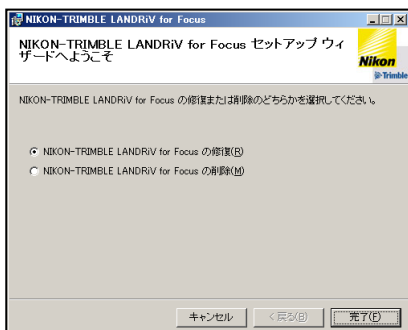 NIKON-TRIMBLE LANDRiV for Focus
NIKON-TRIMBLE LANDRiV for Focus セットアップ ウィ
ザードへようこそ
Nikon
Trimble
NIKON-TRIMBLE LANDRiV for Focus の修復または削除のどちらかを選択してください。
NIKON-TRIMBLE LANDRiV for Focus の修復(R)
NIKON-TRIMBLE LANDRiV for Focus の削除(M)
キャンセル
< 戻る(B)
完了(F)